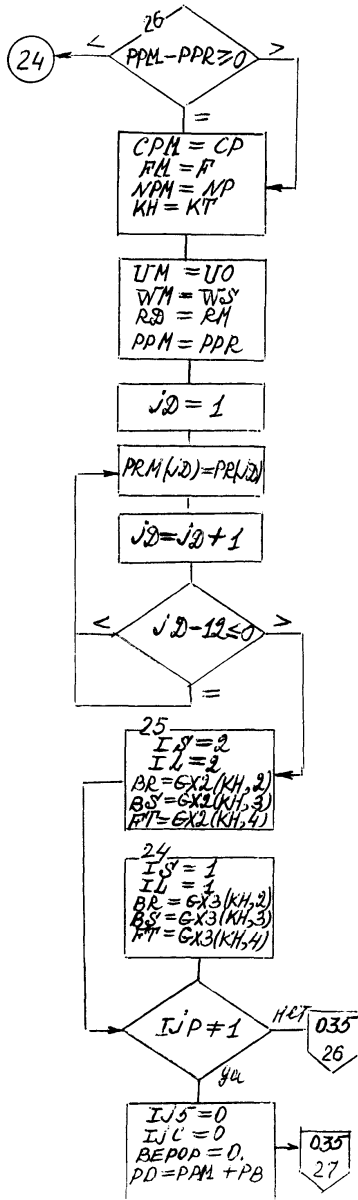 26
<
PPM-PPR≥0
>
24
=
CPM = CP
FM = F
NPM = NP
KH = KT
UM = UO
WM = WS
RD = RM
PPM = PPR
jD = 1
PRM(jD)=PR(jD)
jD=jD+1
<
jD-12≤0
>
=
25
IS=2
IL=2
BR=GX2(KH,2)
BS=GX2(KH,3)
FT=GX2(KH,4)
24
IS = 1
IL = 1
BR=GX3(KH,2)
BS=GX3(KH,3)
FT=GX3(KH,4)
IjP≠1
нет
035
26
да
Ij5=0
IjC=0
BEPOP=0.
PD=PPM+PB
035
27